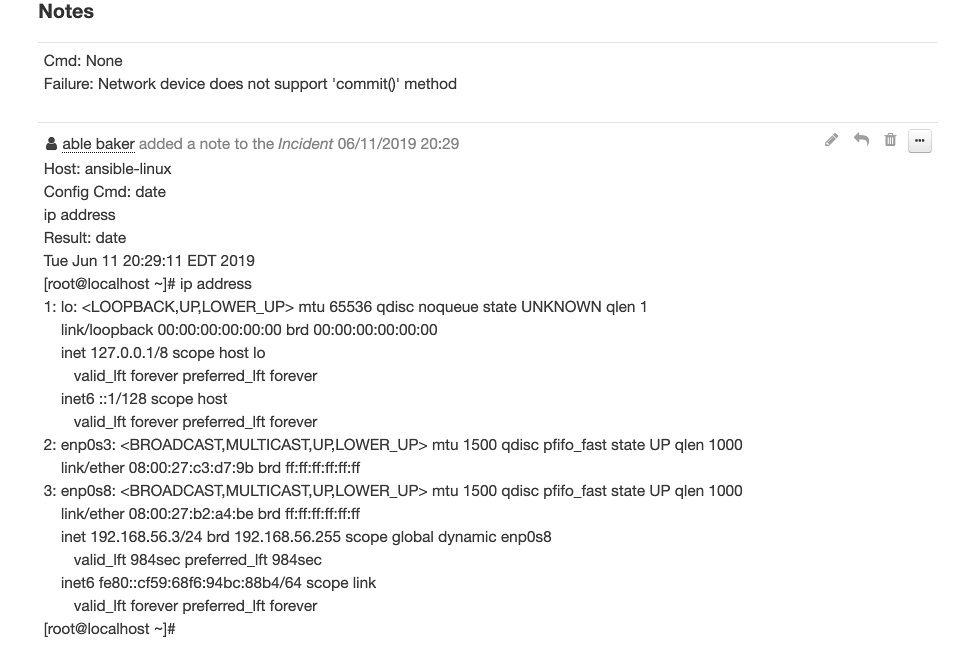 Notes
Cmd: None
Failure: Network device does not support 'commit()' method
able baker added a note to the Incident 06/11/2019 20:29
Host: ansible-linux
Config Cmd: date
ip address
Result: date
Tue Jun 11 20:29:11 EDT 2019
[root@localhost ~]# ip address
1: lo: <LOOPBACK,UP,LOWER_UP> mtu 65536 qdisc noqueue state UNKNOWN qlen 1
link/loopback 00:00:00:00:00:00 brd 00:00:00:00:00:00
inet 127.0.0.1/8 scope host lo
valid_lft forever preferred_lft forever
inet6 ::1/128 scope host
valid_lft forever preferred_lft forever
2: enp0s3: <BROADCAST,MULTICAST,UP,LOWER_UP> mtu 1500 qdisc pfifo_fast state UP qlen 1000
link/ether 08:00:27:c3:d7:9b brd ff:ff:ff:ff:ff:ff
3: enp0s8: <BROADCAST,MULTICAST,UP,LOWER_UP> mtu 1500 qdisc pfifo_fast state UP qlen 1000
link/ether 08:00:27:b2:a4:be brd ff:ff:ff:ff:ff:ff
inet 192.168.56.3/24 brd 192.168.56.255 scope global dynamic enp0s8
valid_lft 984sec preferred_lft 984sec
inet6 fe80::cf59:68f6:94bc:88b4/64 scope link
valid_lft forever preferred_lft forever
[root@localhost ~]#